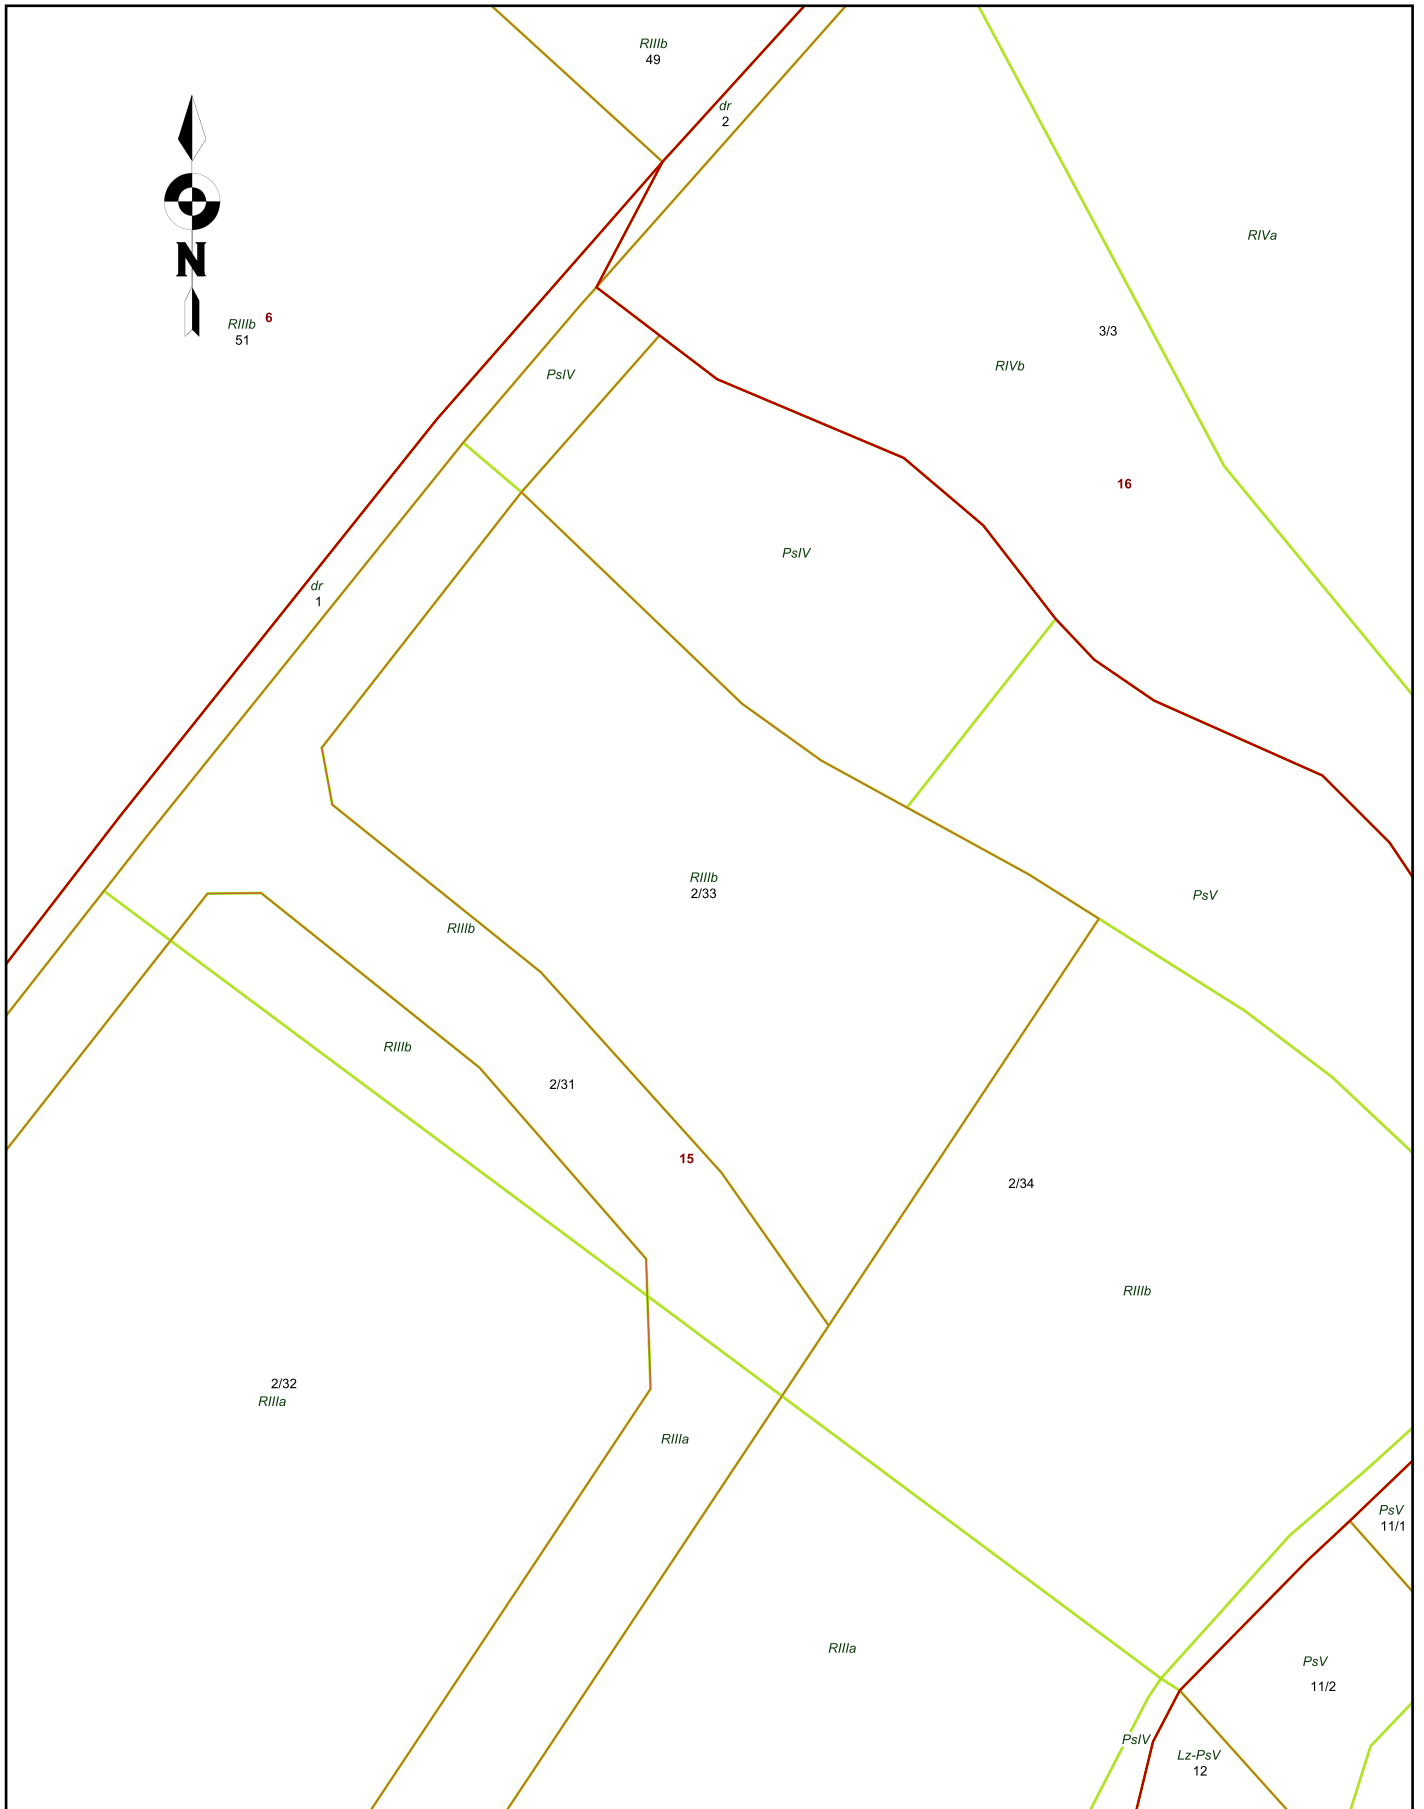 RIIIb
49
dr
2
RIVa
N
RIIIb
6
51
3/3
RIVb
PsIV
16
PsIV
dr
1
RIIIb
2/33
PsV
RIIIb
RIIIb
2/31
15
2/34
RIIIb
2/32
RIIIa
RIIIa
PsV
11/1
RIIIa
PsV
11/2
PsIV
Lz-PsV
12